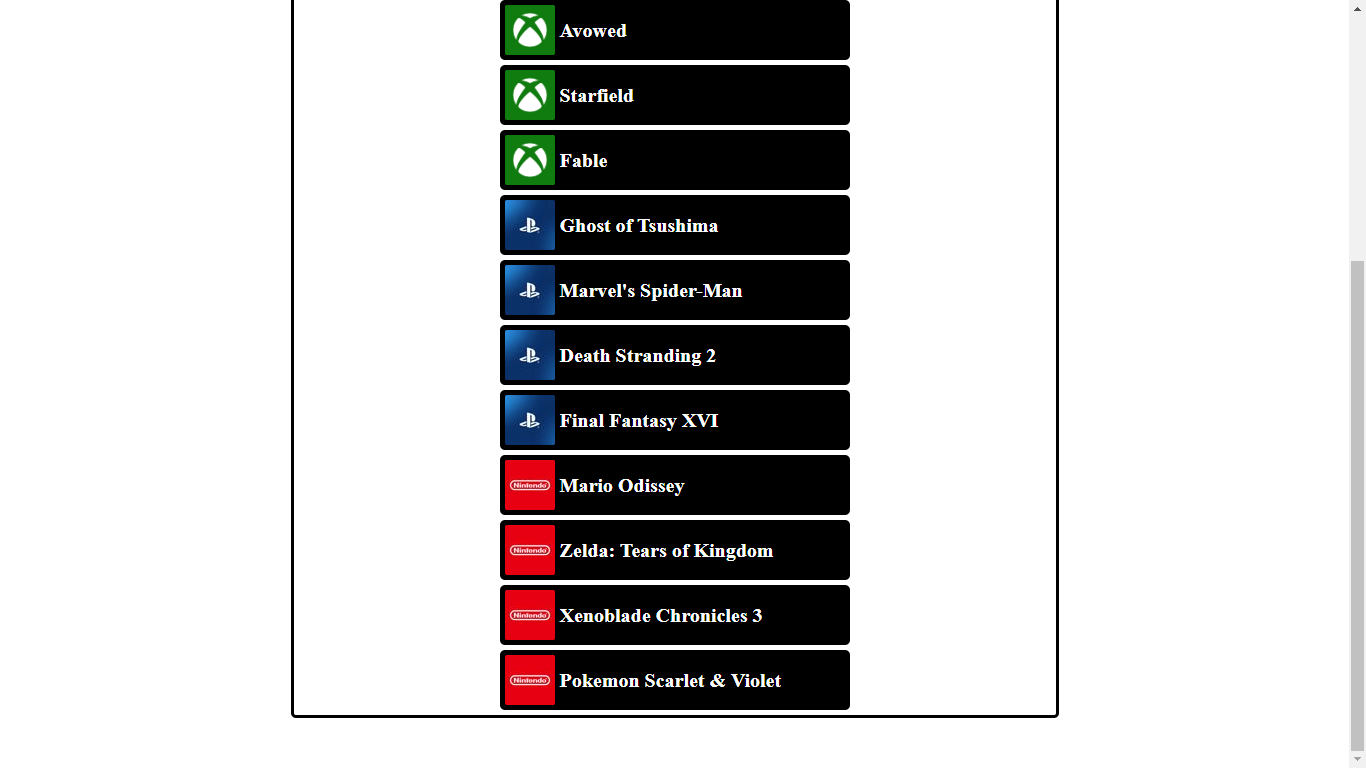 Avowed
Starfield
Fable
Ghost of Tsushima
Marvel's Spider-Man
Death Stranding 2
Final Fantasy XVI
Nintendo
Mario Odissey
Nintendo
Zelda: Tears of Kingdom
Nintendo
Xenoblade Chronicles 3
Nintendo
Pokemon Scarlet & Violet